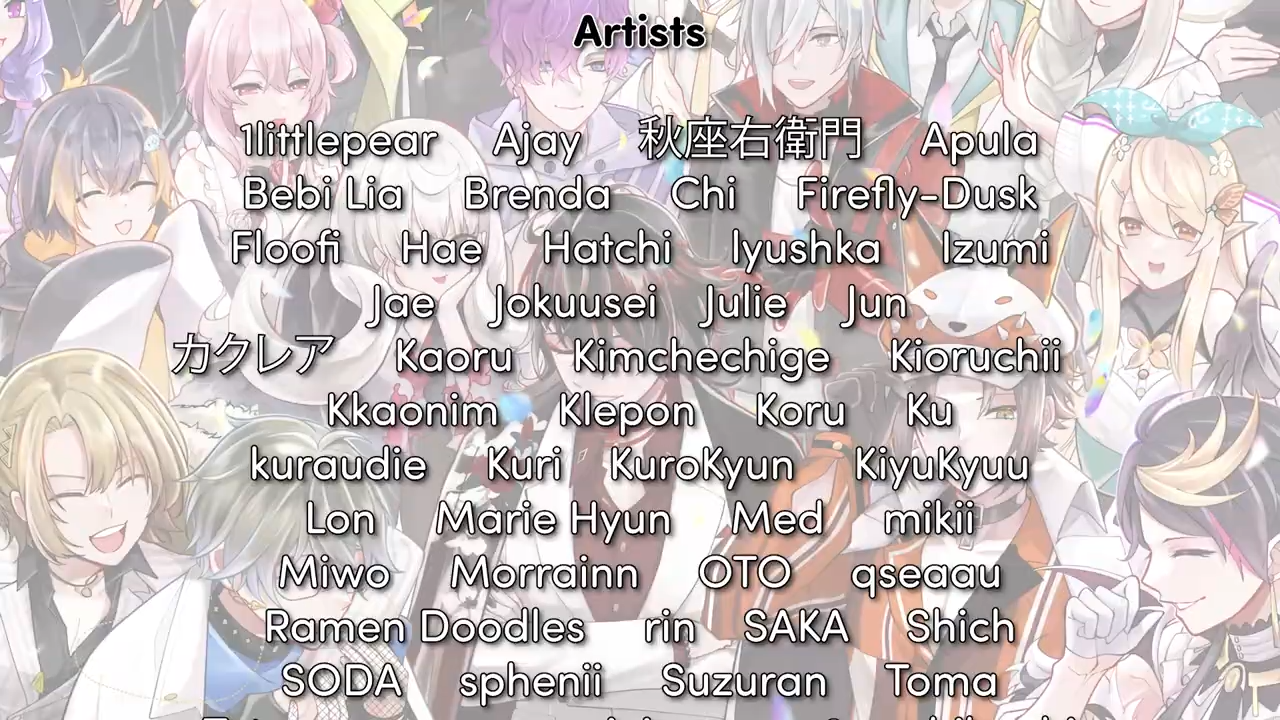 Artists
1littlepear Ajay 秋座右衛門 Apula
Bebi Lia Brenda Chi Firefly-Dusk
Floofi Hae Hatchi Iyushka Izumi
Jae Jokuusei Julie Jun
カクレア Kaoru Kimchechige Kioruchii
Kkaonim Klepon Koru Ku
kuraudie Kuri KuroKyun KiyuKyuu
Lon Marie Hyun Med mikii
Miwo Morrainn OTO qseaau
Ramen Doodles rin SAKA Shich
SODA sphenii Suzuran Toma